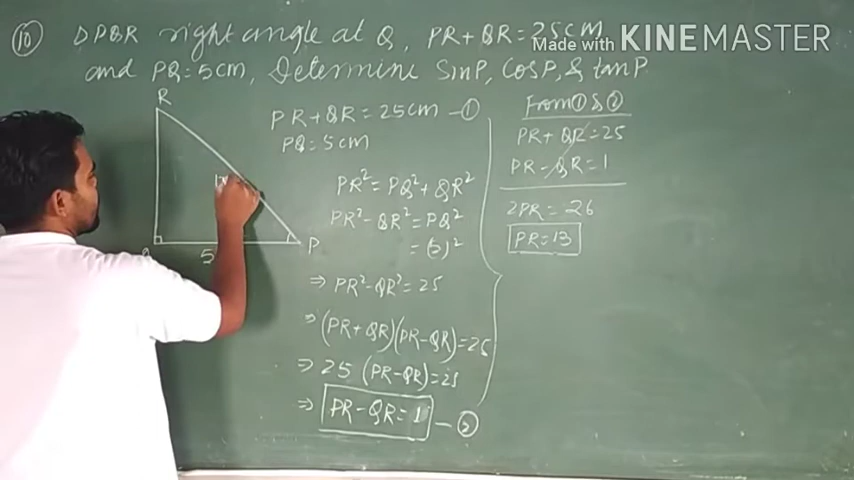 10 △PQR right angle at Q, PR+QR=25CM
and PQ=5CM, Determine SinP, CosP, & tanP
Made with KINEMASTER
R
P
5
PR+QR=25CM —①
PQ=5CM
PR²=PQ²+QR²
PR²-QR²=PQ²
=(5)²
⇒ PR²-QR²=25
⇒ (PR+QR)(PR-QR)=25
⇒ 25 (PR-QR)=25
⇒ PR-QR=1 —②
From ① & ②
PR+QR=25
PR-QR=1
2PR=26
PR=13